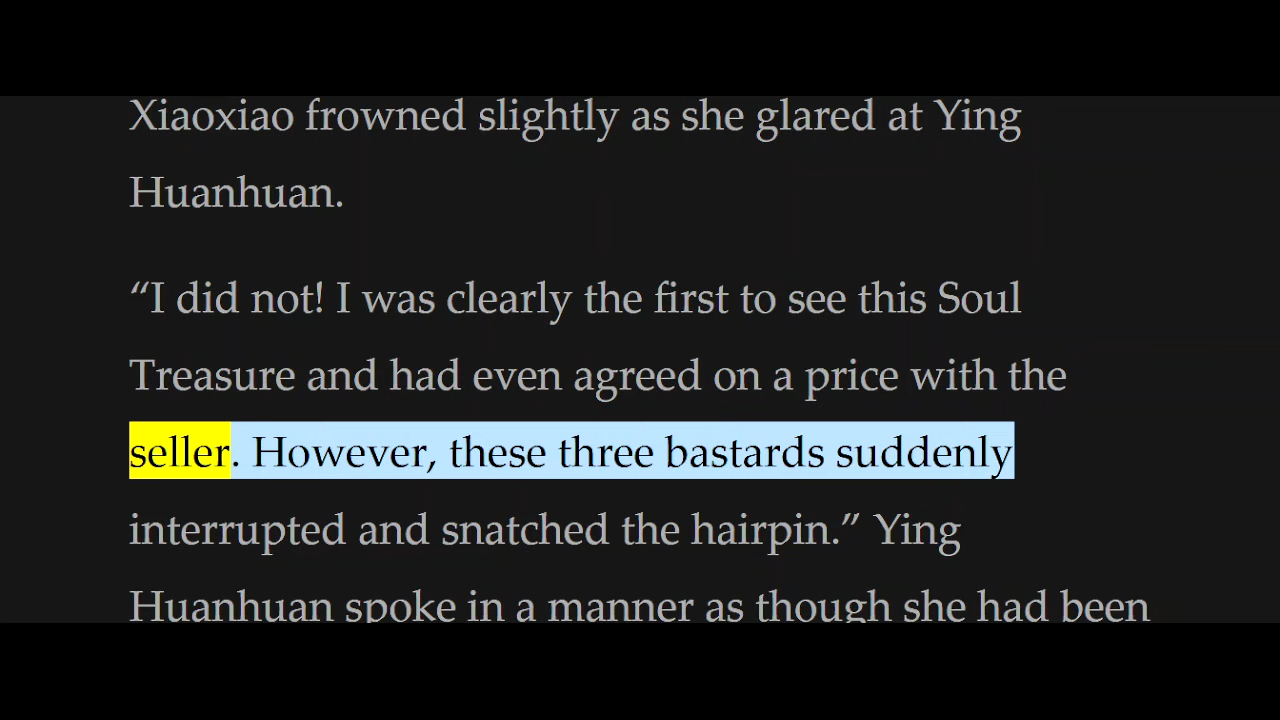 Xiaoxiao frowned slightly as she glared at Ying
Huanhuan.
“I did not! I was clearly the first to see this Soul
Treasure and had even agreed on a price with the
seller. However, these three bastards suddenly
interrupted and snatched the hairpin.” Ying
Huanhuan spoke in a manner as though she had been